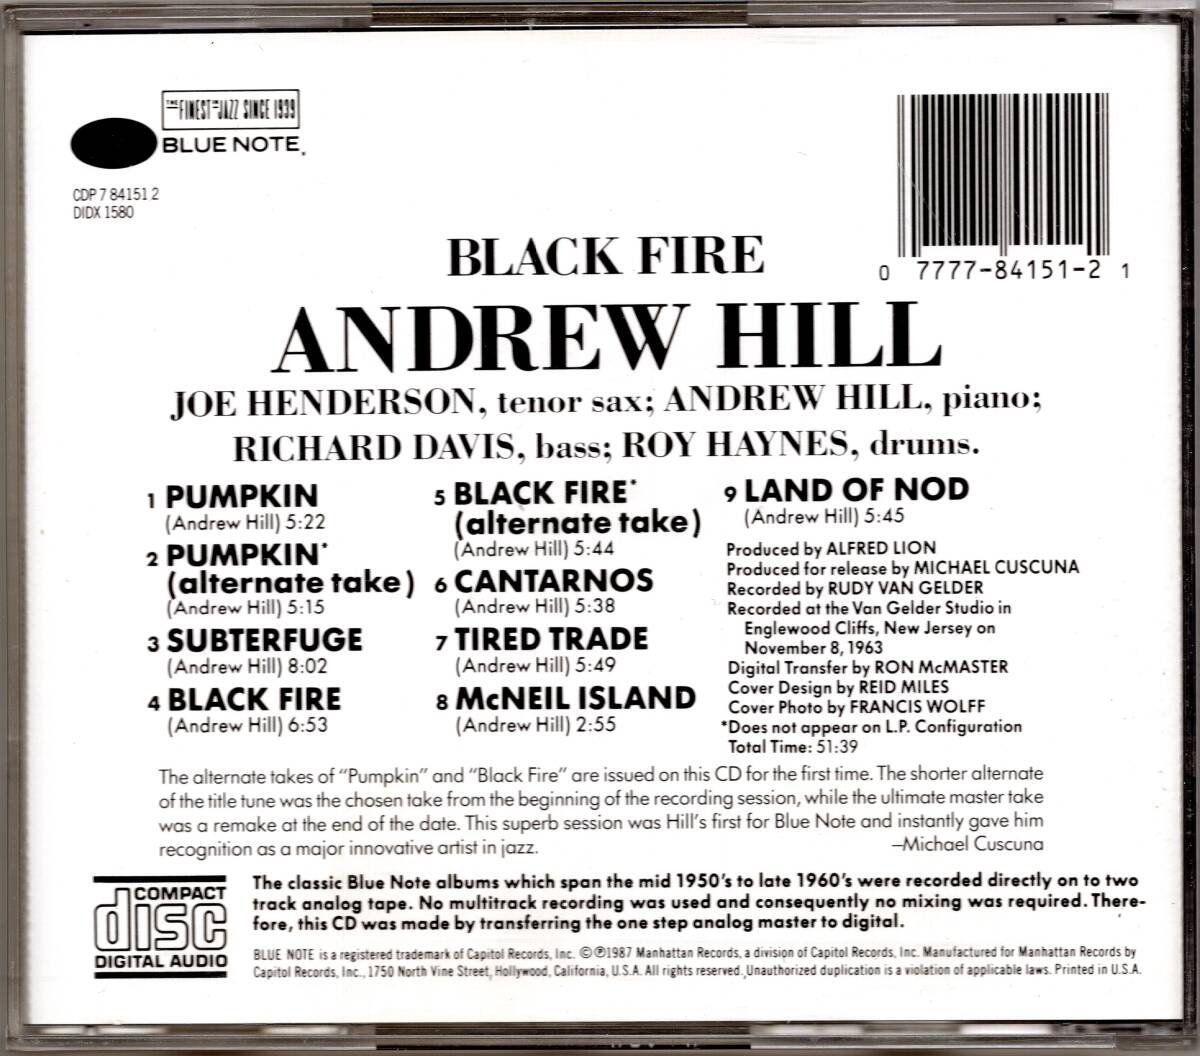 THE FINEST IN JAZZ SINCE 1939
BLUE NOTE.
CDP 7 84151 2
DIDX 1580
0 7777-84151-2 1
BLACK FIRE
ANDREW HILL
JOE HENDERSON, tenor sax; ANDREW HILL, piano;
RICHARD DAVIS, bass; ROY HAYNES, drums.
1 PUMPKIN
(Andrew Hill) 5:22
2 PUMPKIN*
(alternate take)
(Andrew Hill) 5:15
3 SUBTERFUGE
(Andrew Hill) 8:02
4 BLACK FIRE
(Andrew Hill) 6:53
5 BLACK FIRE*
(alternate take)
(Andrew Hill) 5:44
6 CANTARNOS
(Andrew Hill) 5:38
7 TIRED TRADE
(Andrew Hill) 5:49
8 McNEIL ISLAND
(Andrew Hill) 2:55
9 LAND OF NOD
(Andrew Hill) 5:45
Produced by ALFRED LION
Produced for release by MICHAEL CUSCUNA
Recorded by RUDY VAN GELDER
Recorded at the Van Gelder Studio in
Englewood Cliffs, New Jersey on
November 8, 1963
Digital Transfer by RON McMASTER
Cover Design by REID MILES
Cover Photo by FRANCIS WOLFF
*Does not appear on L.P. Configuration
Total Time: 51:39
The alternate takes of "Pumpkin" and "Black Fire" are issued on this CD for the first time. The shorter alternate
of the title tune was the chosen take from the beginning of the recording session, while the ultimate master take
was a remake at the end of the date. This superb session was Hill's first for Blue Note and instantly gave him
recognition as a major innovative artist in jazz. –Michael Cuscuna
COMPACT
disc
DIGITAL AUDIO
The classic Blue Note albums which span the mid 1950's to late 1960's were recorded directly on to two
track analog tape. No multitrack recording was used and consequently no mixing was required. There-
fore, this CD was made by transferring the one step analog master to digital.
BLUE NOTE is a registered trademark of Capitol Records, Inc. ©℗1987 Manhattan Records, a division of Capitol Records, Inc. Manufactured for Manhattan Records by
Capitol Records, Inc., 1750 North Vine Street, Hollywood, California, U.S.A. All rights reserved. Unauthorized duplication is a violation of applicable laws. Printed in U.S.A.